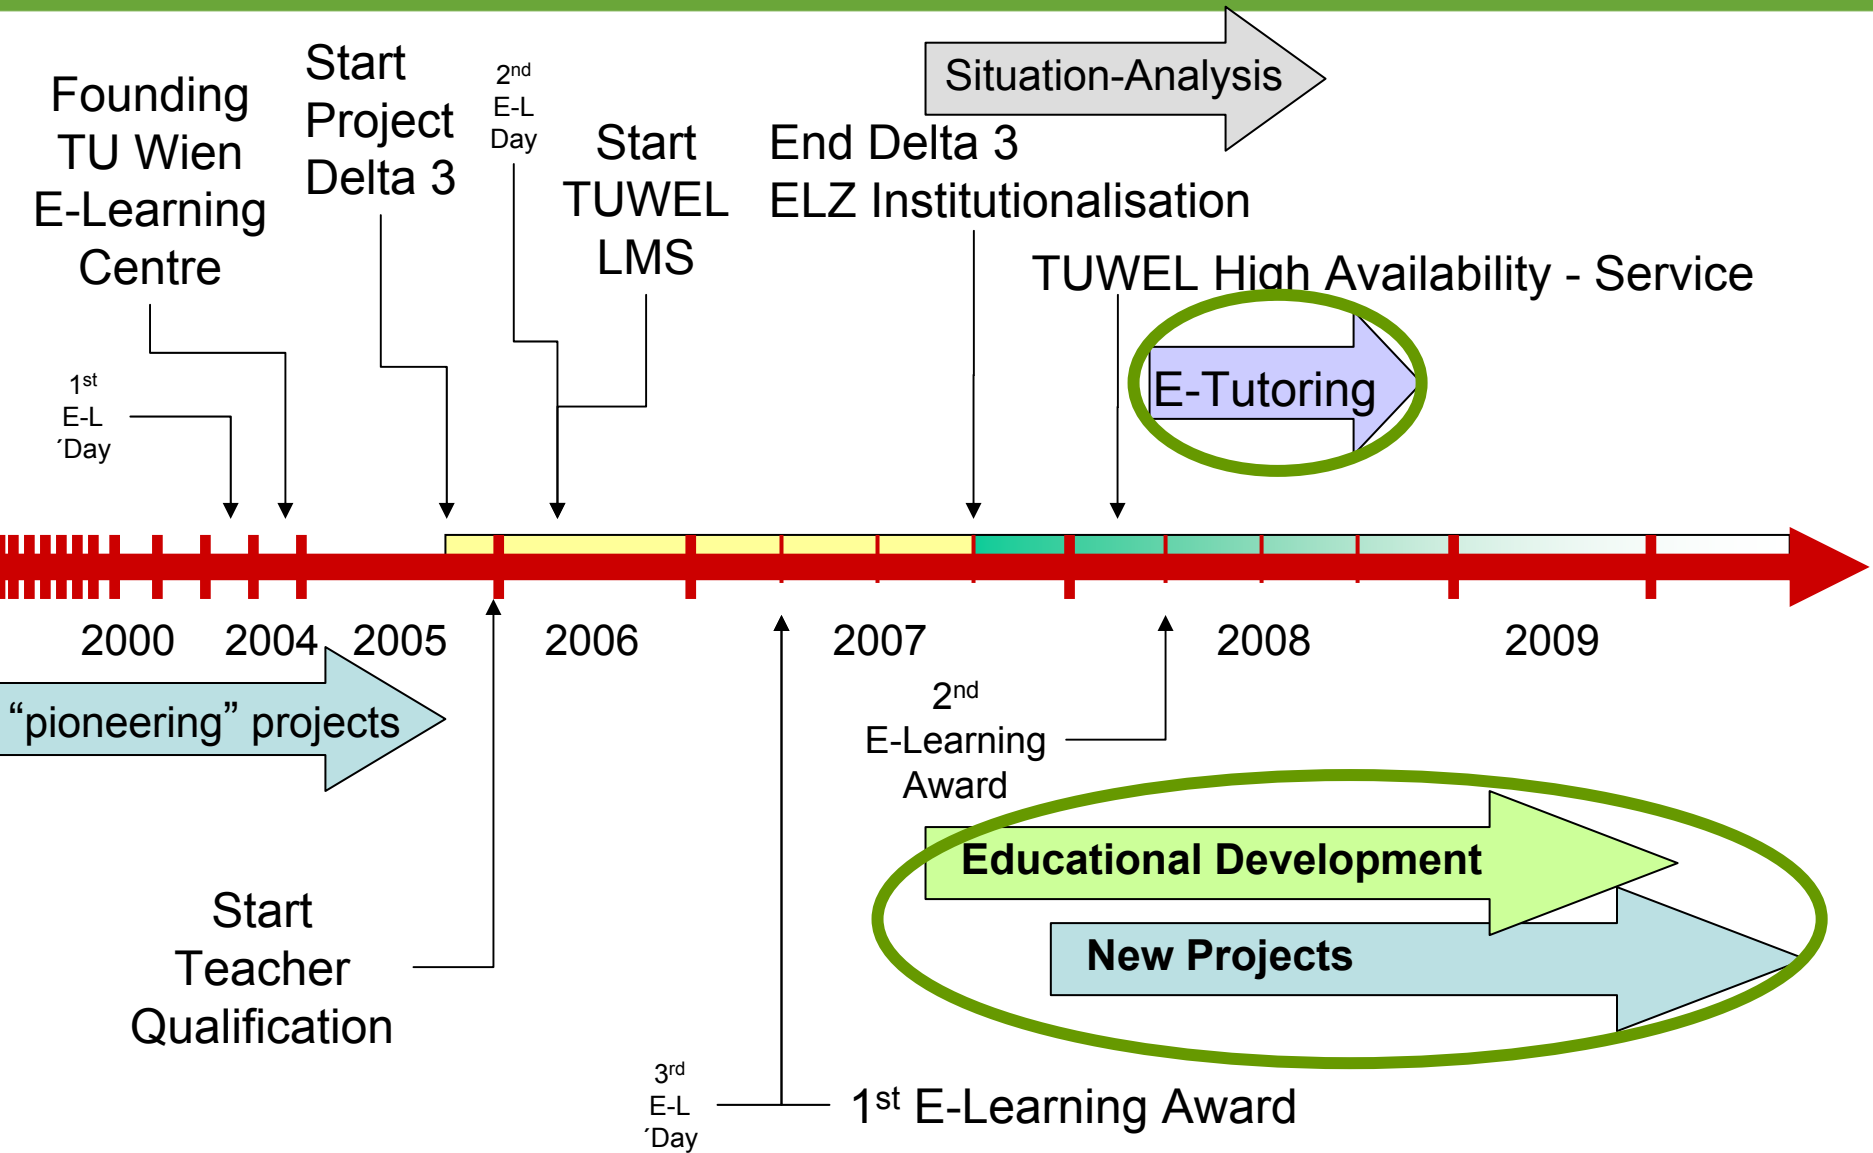 Founding
TU Wien
E-Learning
Centre
Start
Project
Delta 3
2nd
E-L
Day
Start
TUWEL
LMS
Situation-Analysis
End Delta 3
ELZ Institutionalisation
TUWEL High Availability - Service
E-Tutoring
1st
E-L
´Day
2000 2004 2005 2006 2007 2008 2009
“pioneering” projects
2nd
E-Learning
Award
Educational Development
New Projects
Start
Teacher
Qualification
3rd
E-L
´Day
1st E-Learning Award